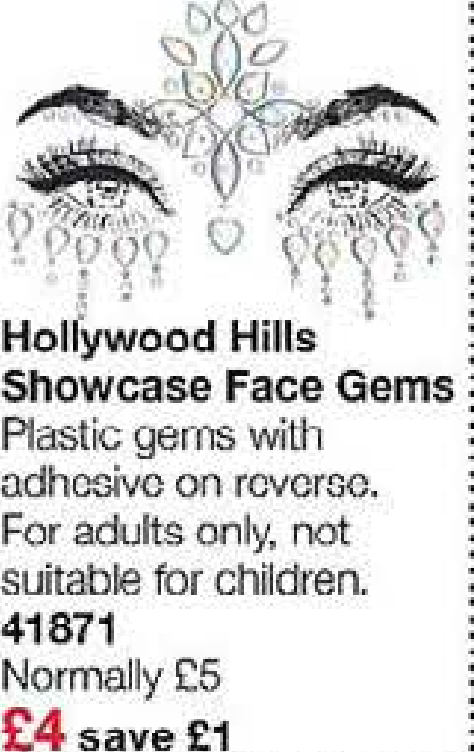 Hollywood Hills
Showcase Face Gems
Plastic gems with
adhesive on reverse.
For adults only, not
suitable for children.
41871
Normally £5
£4 save £1